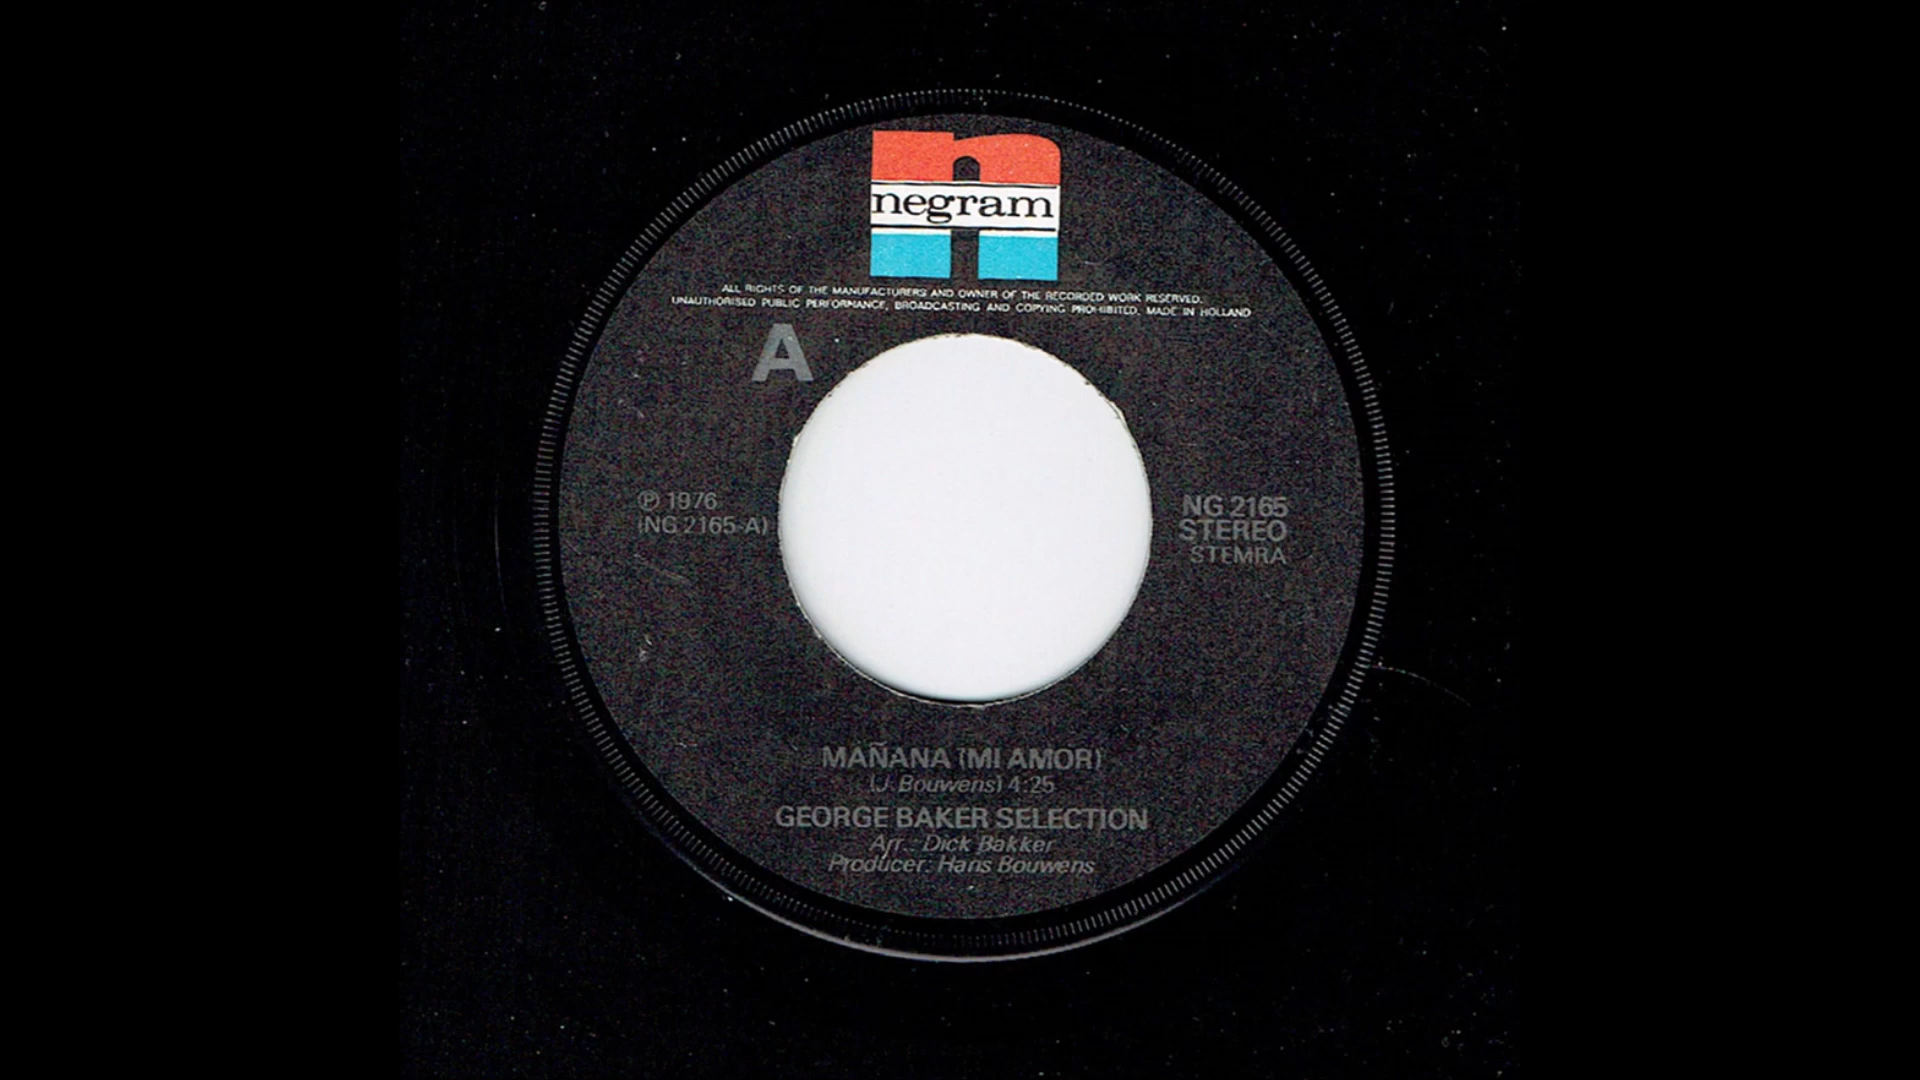 negram
ALL RIGHTS OF THE MANUFACTURERS AND OWNER OF THE RECORDED WORK RESERVED.
UNAUTHORISED PUBLIC PERFORMANCE, BROADCASTING AND COPYING PROHIBITED. MADE IN HOLLAND
A
℗ 1976
(NG 2165-A)
NG 2165
STEREO
STEMRA
MAÑANA (MI AMOR)
(J. Bouwens) 4:25
GEORGE BAKER SELECTION
Arr.: Dick Bakker
Producer: Hans Bouwens